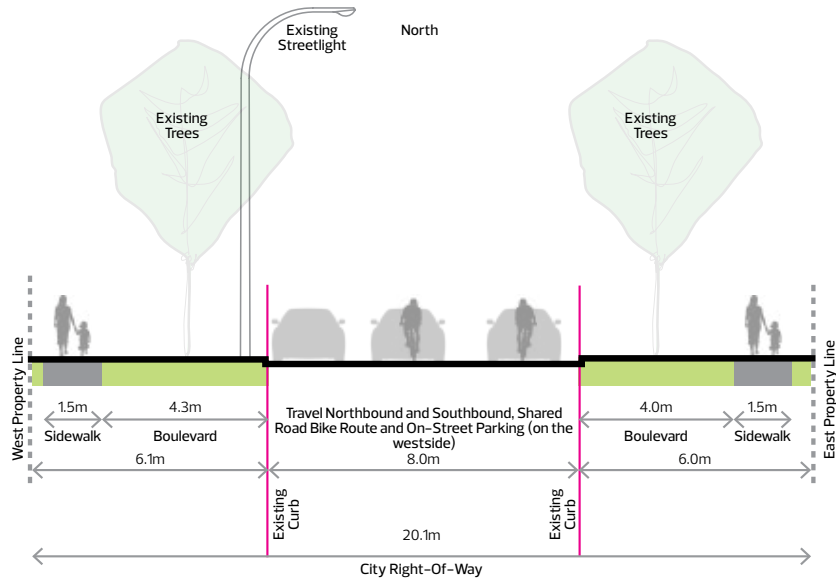 Existing
Streetlight
North
Existing
Trees
Existing
Trees
West Property Line
East Property Line
1.5m
4.3m
Travel Northbound and Southbound, Shared
Road Bike Route and On-Street Parking (on the
westside)
4.0m
1.5m
Sidewalk
Boulevard
Boulevard
Sidewalk
6.1m
8.0m
6.0m
Existing
Curb
Existing
Curb
20.1m
City Right-Of-Way